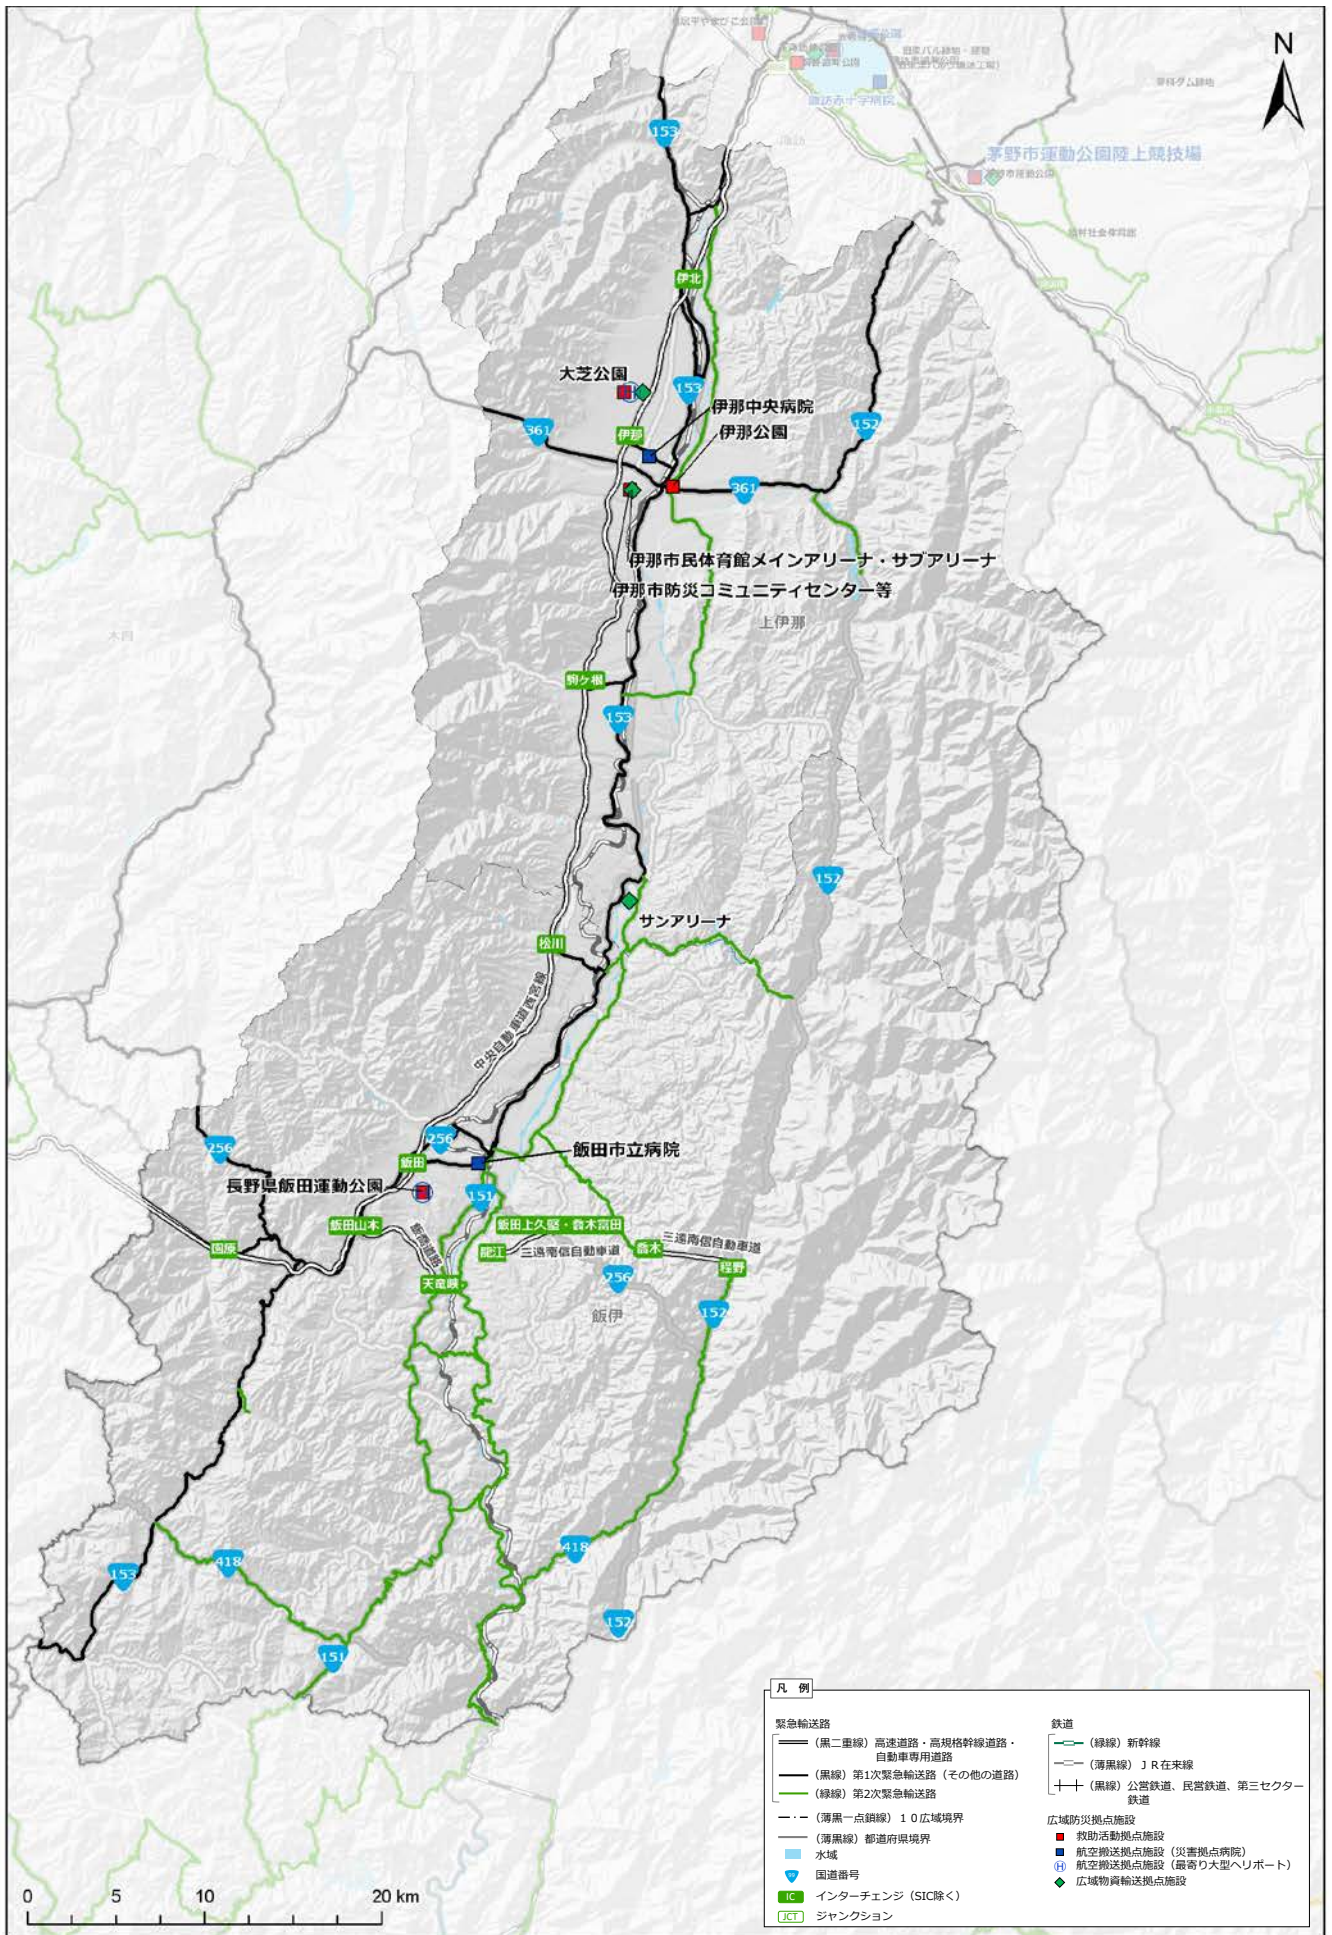 N
諏訪赤十字病院
茅野市運動公園陸上競技場
153
伊北
大芝公園
153
伊那中央病院
伊那公園
361
伊那
152
361
伊那市民体育館メインアリーナ・サブアリーナ
伊那市防災コミュニティセンター等
上伊那
木曽
駒ケ根
153
152
サンアリーナ
松川
中央自動車道西宮線
256
256
飯田市立病院
飯田
長野県飯田運動公園
151
飯田山本
飯喬道路
飯田上久堅・喬木富田
龍江
三遠南信自動車道
喬木
三遠南信自動車道
園原
程野
天竜峡
256
飯伊
152
418
418
153
152
151
凡 例
緊急輸送路
(黒二重線)高速道路・高規格幹線道路・
自動車専用道路
(黒線)第1次緊急輸送路(その他の道路)
(緑線)第2次緊急輸送路
(薄黒一点鎖線)10広域境界
(薄黒線)都道府県境界
水域
国道番号
IC インターチェンジ(SIC除く)
JCT ジャンクション
鉄道
(緑線)新幹線
(薄黒線)JR在来線
(黒線)公営鉄道、民営鉄道、第三セクター
鉄道
広域防災拠点施設
救助活動拠点施設
航空搬送拠点施設(災害拠点病院)
H 航空搬送拠点施設(最寄り大型ヘリポート)
広域物資輸送拠点施設
0 5 10 20 km